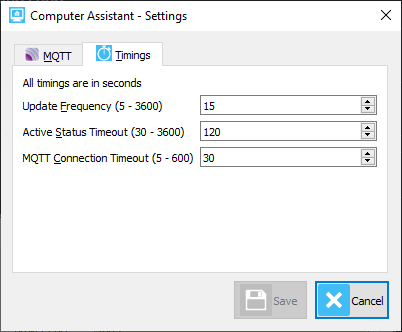 Computer Assistant - Settings
MQTT
Timings
All timings are in seconds
Update Frequency (5 - 3600)
15
Active Status Timeout (30 - 3600)
120
MQTT Connection Timeout (5 - 600)
30
Save
Cancel